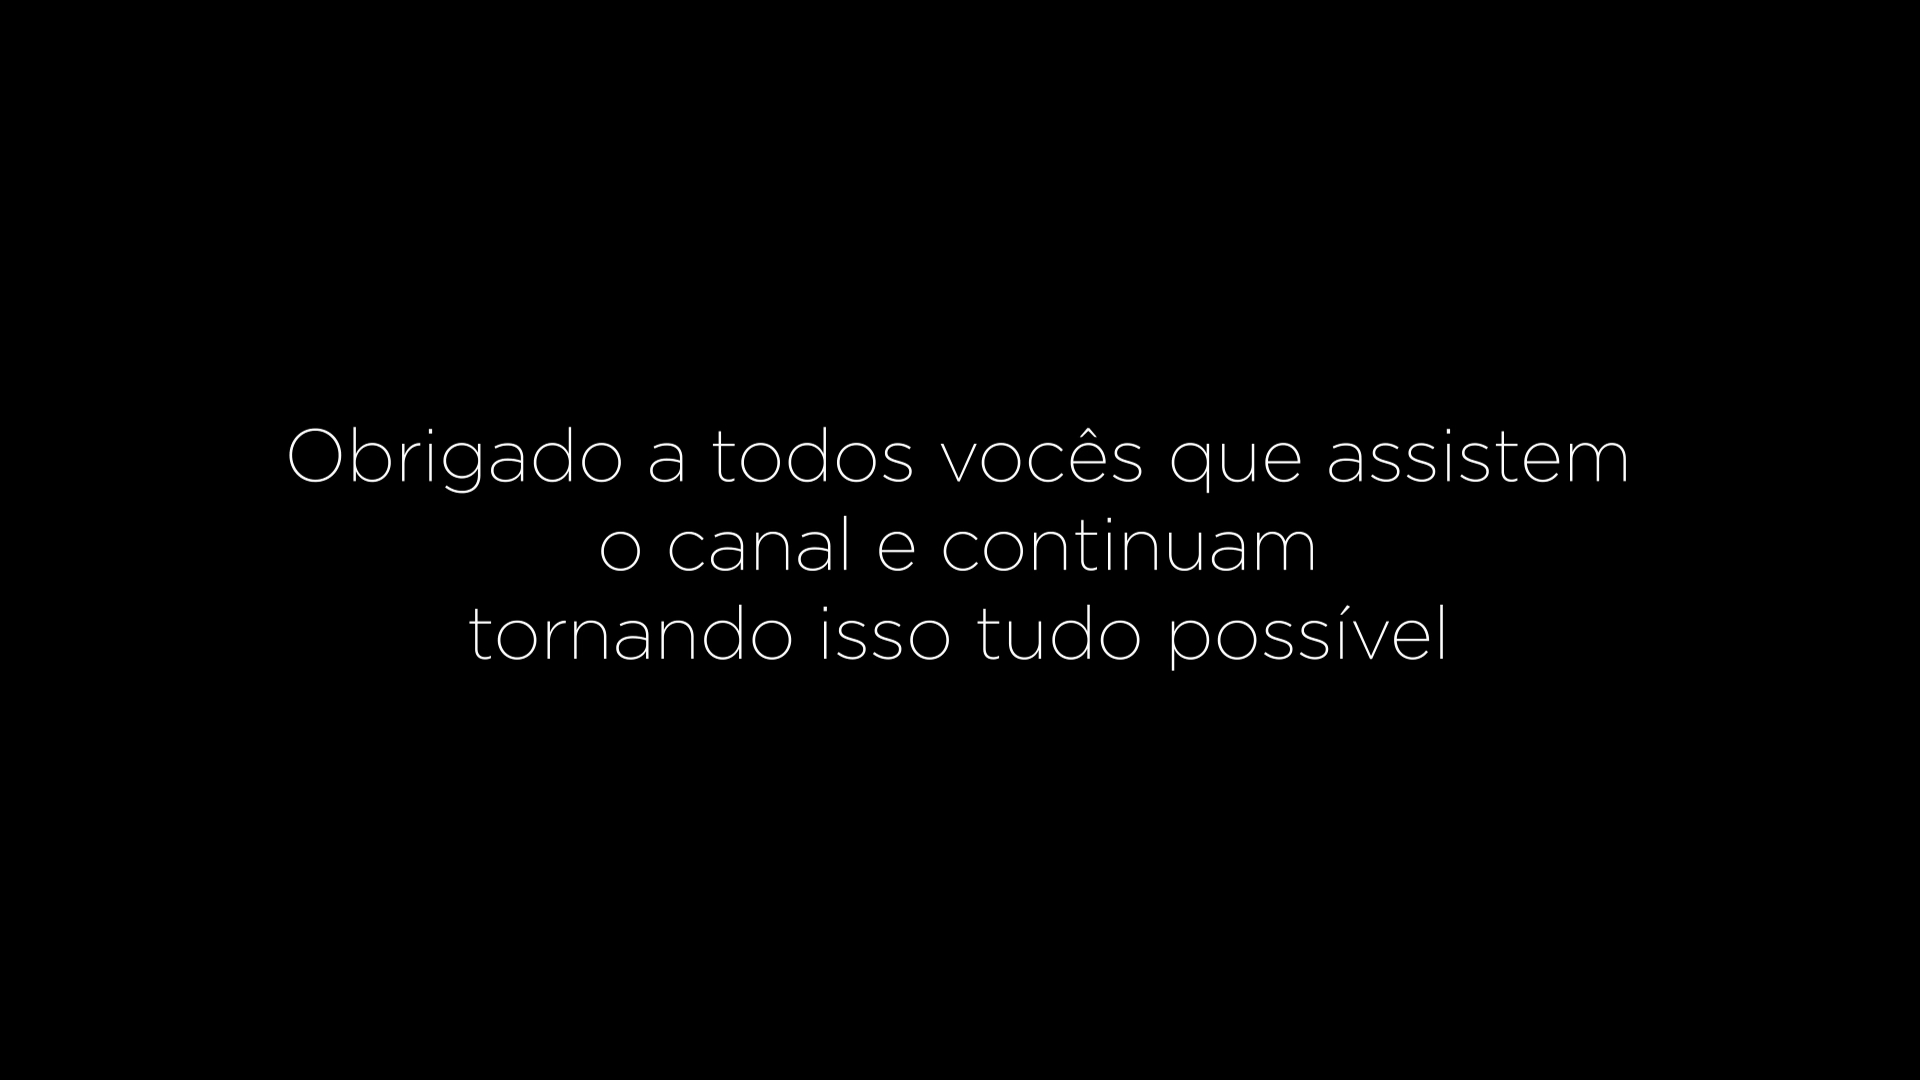 Obrigado a todos vocês que assistem
o canal e continuam
tornando isso tudo possível